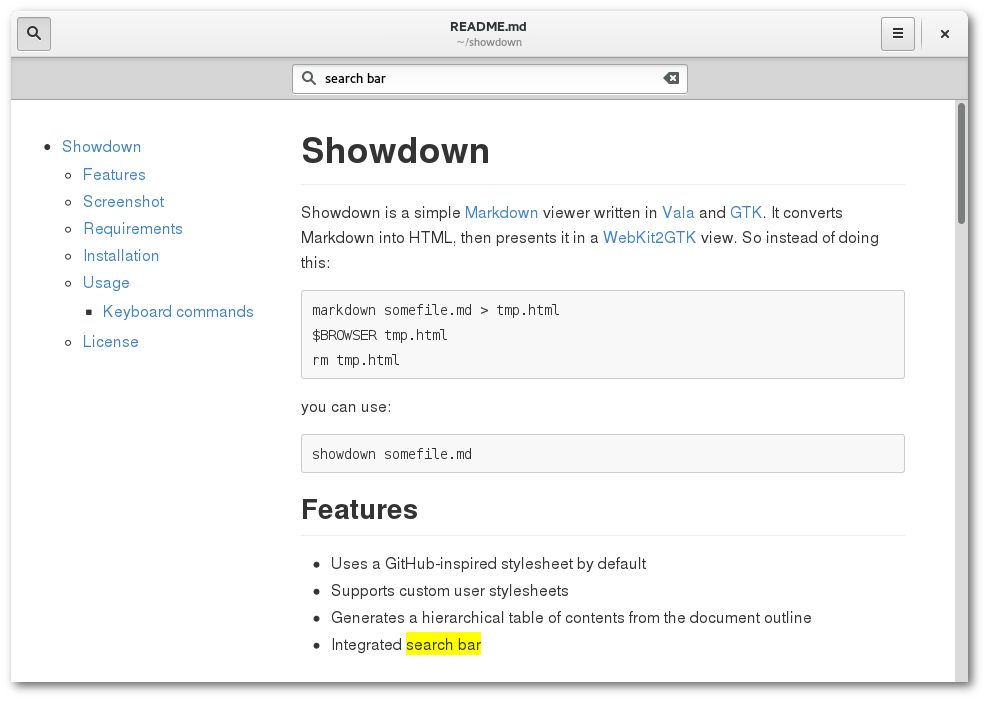 README.md
~/showdown
search bar
Showdown
Features
Screenshot
Requirements
Installation
Usage
Keyboard commands
License
Showdown
Showdown is a simple Markdown viewer written in Vala and GTK. It converts
Markdown into HTML, then presents it in a WebKit2GTK view. So instead of doing
this:
markdown somefile.md > tmp.html
$BROWSER tmp.html
rm tmp.html
you can use:
showdown somefile.md
Features
Uses a GitHub-inspired stylesheet by default
Supports custom user stylesheets
Generates a hierarchical table of contents from the document outline
Integrated search bar